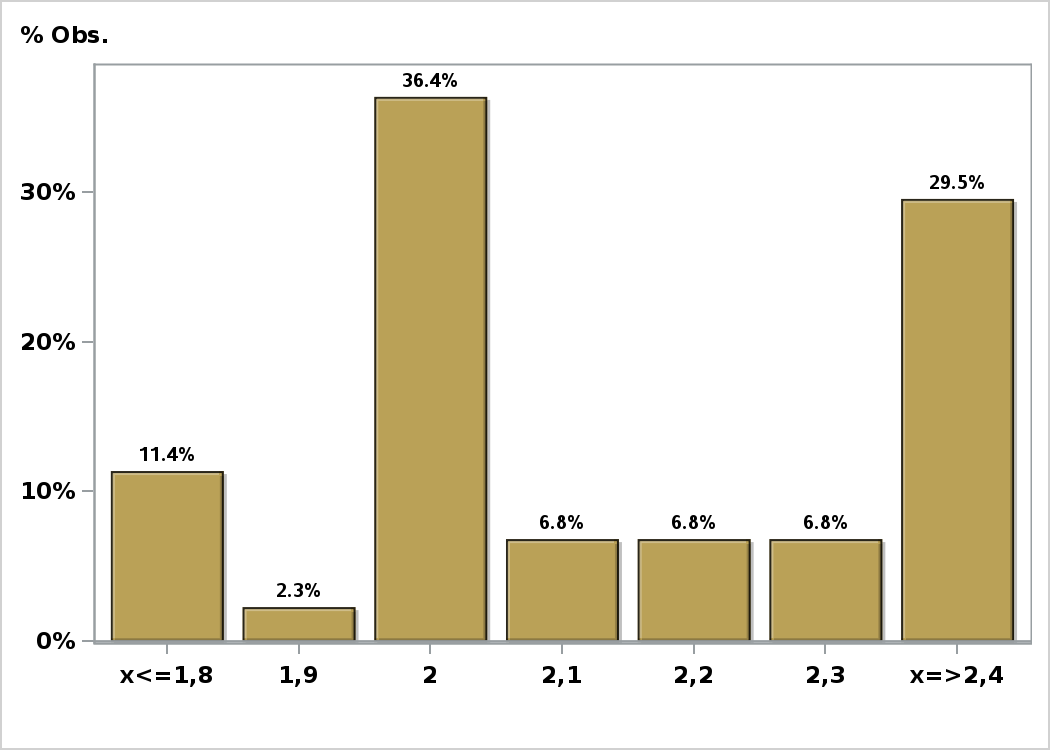 % Obs.
36.4%
30%
29.5%
20%
11.4%
10%
6.8% 6.8% 6.8%
2.3%
0%
x<=1,8 1,9 2 2,1 2,2 2,3 x=>2,4